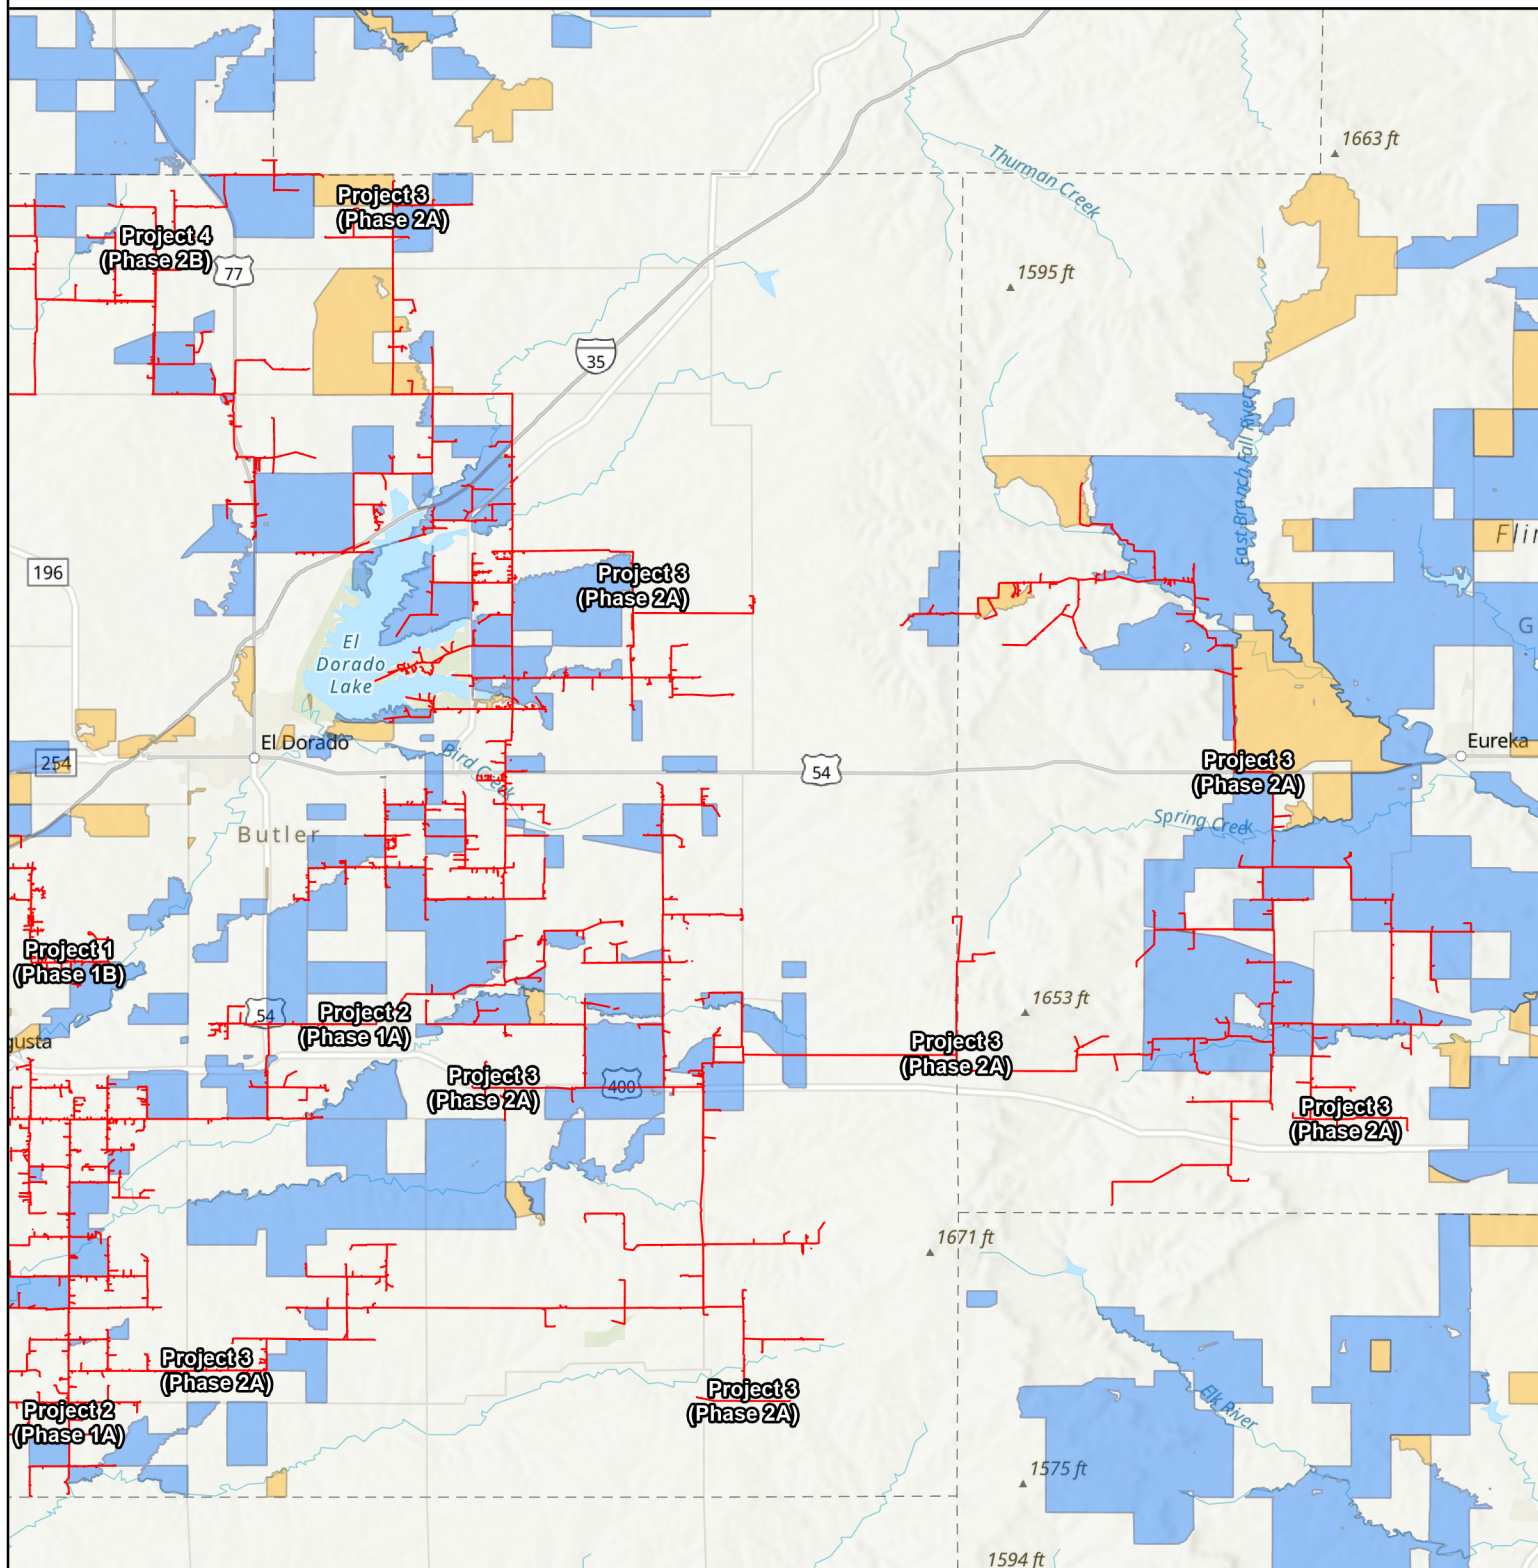 1663 ft
Thurman Creek
Project 3
(Phase 2A)
Project 4
(Phase 2B)
77
1595 ft
35
East Branch Fall River
Flin
196
Project 3
(Phase 2A)
G
El
Dorado
Lake
El Dorado
Eureka
254
Bird Creek
54
Project 3
(Phase 2A)
Spring Creek
Butler
Project 1
(Phase 1B)
54
1653 ft
Project 2
(Phase 1A)
gusta
Project 3
(Phase 2A)
Project 3
(Phase 2A)
400
Project 3
(Phase 2A)
1671 ft
Project 3
(Phase 2A)
Project 3
(Phase 2A)
Project 2
(Phase 1A)
Elk River
1575 ft
1594 ft